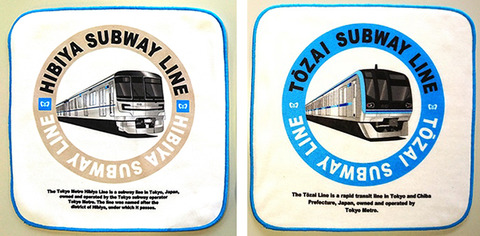 HIBIYA SUBWAY LINE
HIBIYA SUBWAY LINE
The Tokyo Metro Hibiya Line is a subway line in Tokyo, Japan,
owned and operated by the Tokyo subway operator
Tokyo Metro. The line was named after the
district of Hibiya, under which it passes.
TŌZAI SUBWAY LINE
TŌZAI SUBWAY LINE
The Tōzai Line is a rapid transit line in Tokyo and Chiba
Prefecture, Japan, owned and operated by
Tokyo Metro.